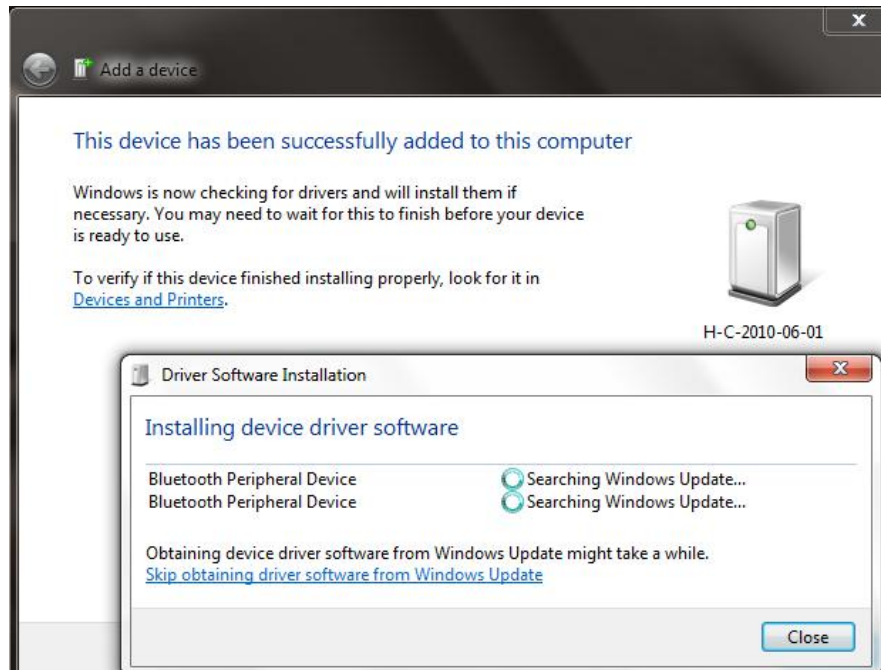 Add a device
This device has been successfully added to this computer
Windows is now checking for drivers and will install them if
necessary. You may need to wait for this to finish before your device
is ready to use.
To verify if this device finished installing properly, look for it in
Devices and Printers.
H-C-2010-06-01
Driver Software Installation
Installing device driver software
Bluetooth Peripheral Device Searching Windows Update...
Bluetooth Peripheral Device Searching Windows Update...
Obtaining device driver software from Windows Update might take a while.
Skip obtaining driver software from Windows Update
Close